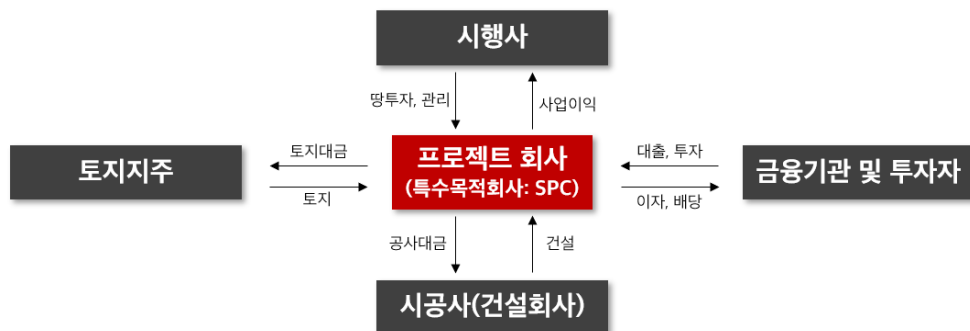 시행사
땅투자, 관리
사업이익
토지지주
토지대금
토지
프로젝트 회사
(특수목적회사: SPC)
대출, 투자
이자, 배당
금융기관 및 투자자
공사대금
건설
시공사(건설회사)